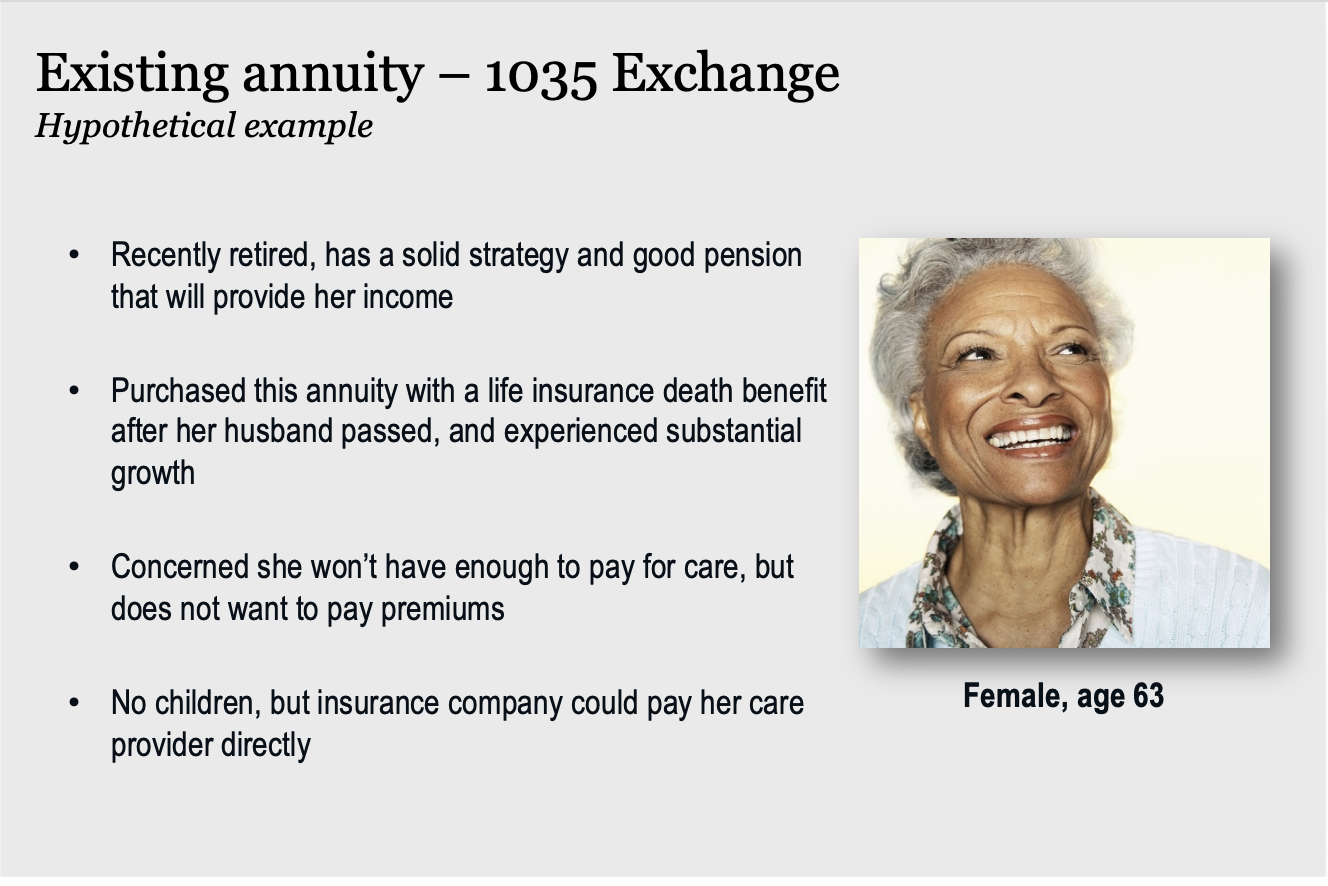 Existing annuity – 1035 Exchange
Hypothetical example
• Recently retired, has a solid strategy and good pension
that will provide her income
• Purchased this annuity with a life insurance death benefit
after her husband passed, and experienced substantial
growth
• Concerned she won’t have enough to pay for care, but
does not want to pay premiums
• No children, but insurance company could pay her care
provider directly
Female, age 63